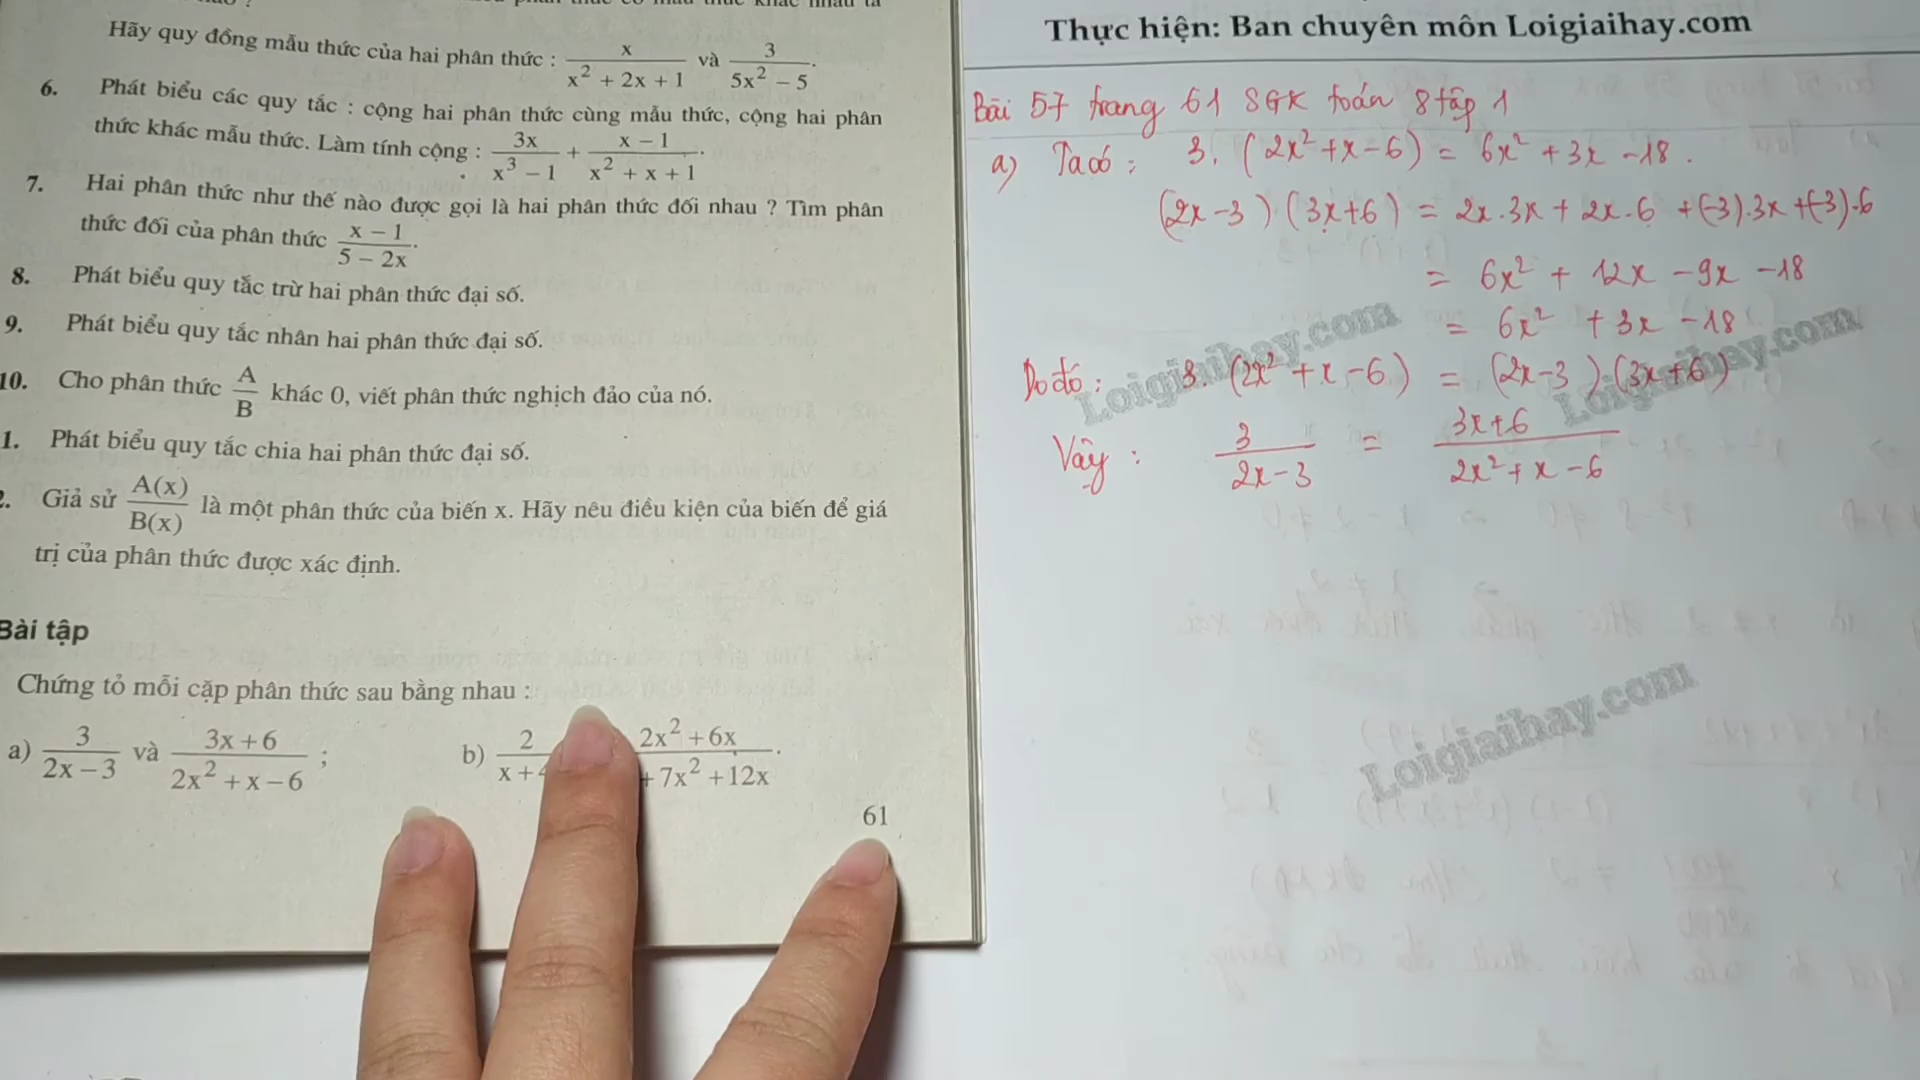 Hãy quy đồng mẫu thức của hai phân thức : x / (x² + 2x + 1) và 3 / (5x² − 5).
6. Phát biểu các quy tắc : cộng hai phân thức cùng mẫu thức, cộng hai phân
thức khác mẫu thức. Làm tính cộng : 3x / (x³ − 1) + (x − 1) / (x² + x + 1).
7. Hai phân thức như thế nào được gọi là hai phân thức đối nhau ? Tìm phân
thức đối của phân thức (x − 1) / (5 − 2x).
8. Phát biểu quy tắc trừ hai phân thức đại số.
9. Phát biểu quy tắc nhân hai phân thức đại số.
10. Cho phân thức A / B khác 0, viết phân thức nghịch đảo của nó.
1. Phát biểu quy tắc chia hai phân thức đại số.
2. Giả sử A(x) / B(x) là một phân thức của biến x. Hãy nêu điều kiện của biến để giá
trị của phân thức được xác định.
Bài tập
Chứng tỏ mỗi cặp phân thức sau bằng nhau :
a) 3 / (2x − 3) và (3x + 6) / (2x² + x − 6) ; b) 2 / x + 2x² + 6x / + 7x² + 12x .
61
Thực hiện: Ban chuyên môn Loigiaihay.com
Bài 57 trang 61 SGK toán 8 tập 1
a) Ta có : 3. (2x² + x − 6) = 6x² + 3x − 18 .
(2x − 3) (3x + 6) = 2x.3x + 2x.6 + (−3).3x + (−3).6
= 6x² + 12x − 9x − 18
= 6x² + 3x − 18
Do đó : 3. (2x² + x − 6) = (2x − 3).(3x + 6)
Vậy : 3 / (2x − 3) = (3x + 6) / (2x² + x − 6)
Loigiaihay.com
Loigiaihay.com
Loigiaihay.com